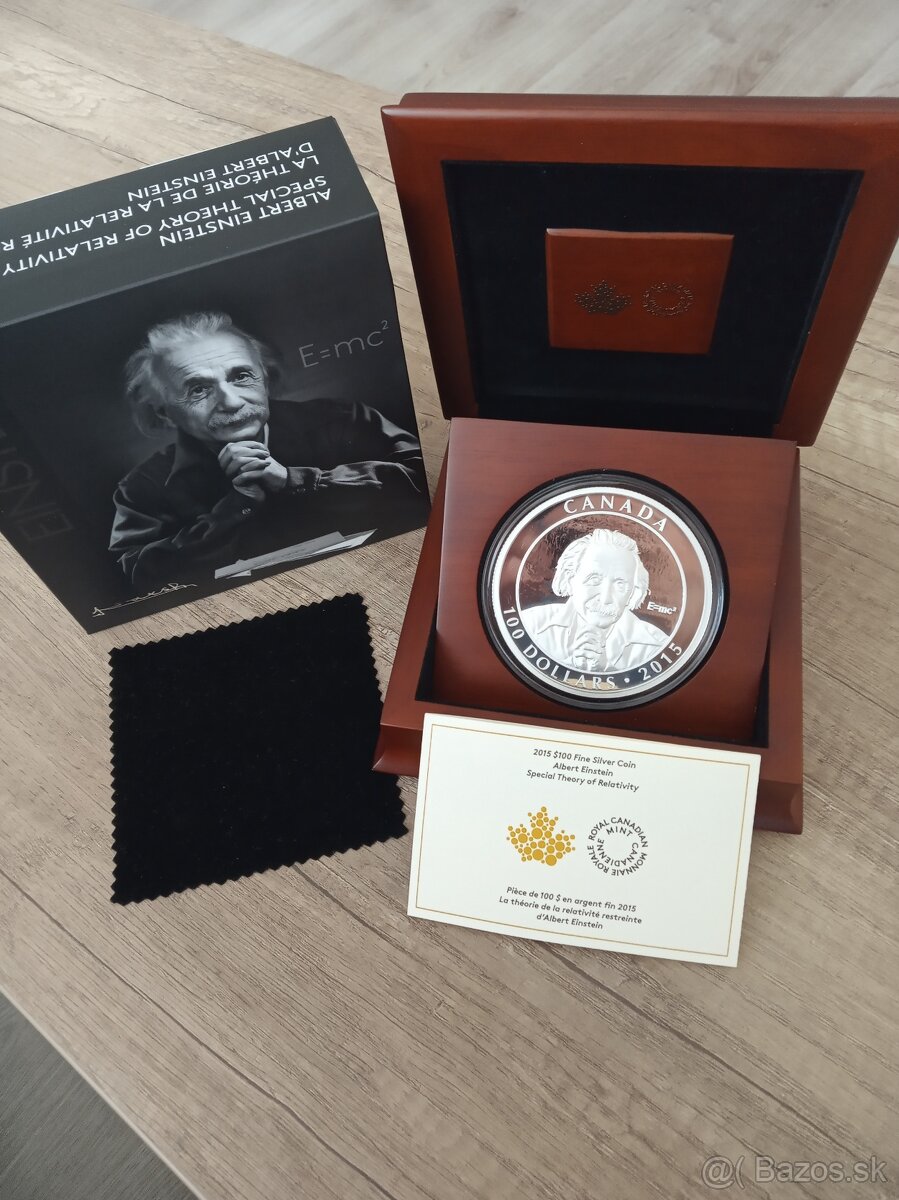 ALBERT EINSTEIN
SPECIAL THEORY OF RELATIVITY
LA THÉORIE DE LA RELATIVITÉ
D'ALBERT EINSTEIN
E=mc²
CANADA
E=mc²
100 DOLLARS • 2015
2015 $100 Fine Silver Coin
Albert Einstein
Special Theory of Relativity
ROYAL CANADIAN MINT
MONNAIE ROYALE CANADIENNE
Pièce de 100 $ en argent fin 2015
La théorie de la relativité restreinte
d'Albert Einstein
@( Bazos.sk